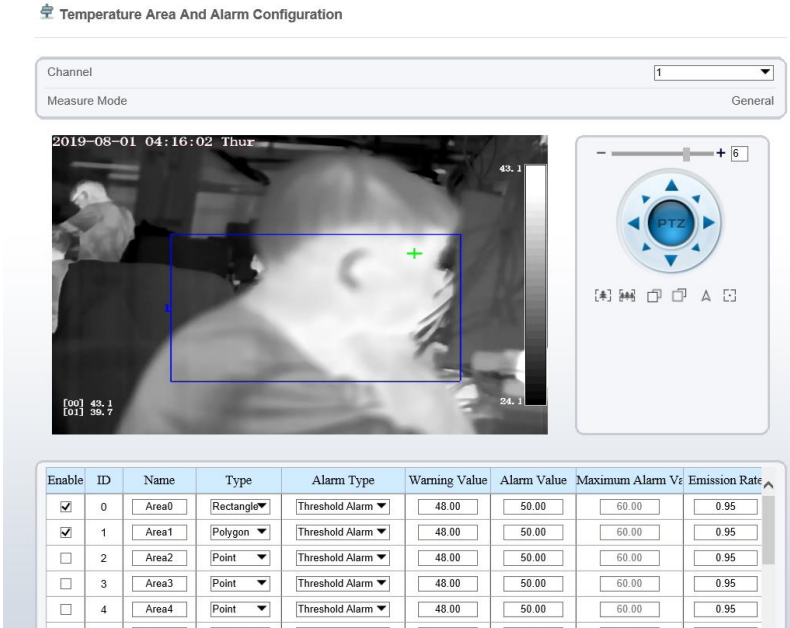 Temperature Area And Alarm Configuration
Channel 1
Measure Mode General
2019-08-01 04:16:02 Thur
43.1
- + 6
PTZ
1
[00] 43.1
[01] 39.7
24.1
Enable ID Name Type Alarm Type Warning Value Alarm Value Maximum Alarm Va Emission Rate
0 Area0 Rectangle Threshold Alarm 48.00 50.00 60.00 0.95
1 Area1 Polygon Threshold Alarm 48.00 50.00 60.00 0.95
2 Area2 Point Threshold Alarm 48.00 50.00 60.00 0.95
3 Area3 Point Threshold Alarm 48.00 50.00 60.00 0.95
4 Area4 Point Threshold Alarm 48.00 50.00 60.00 0.95